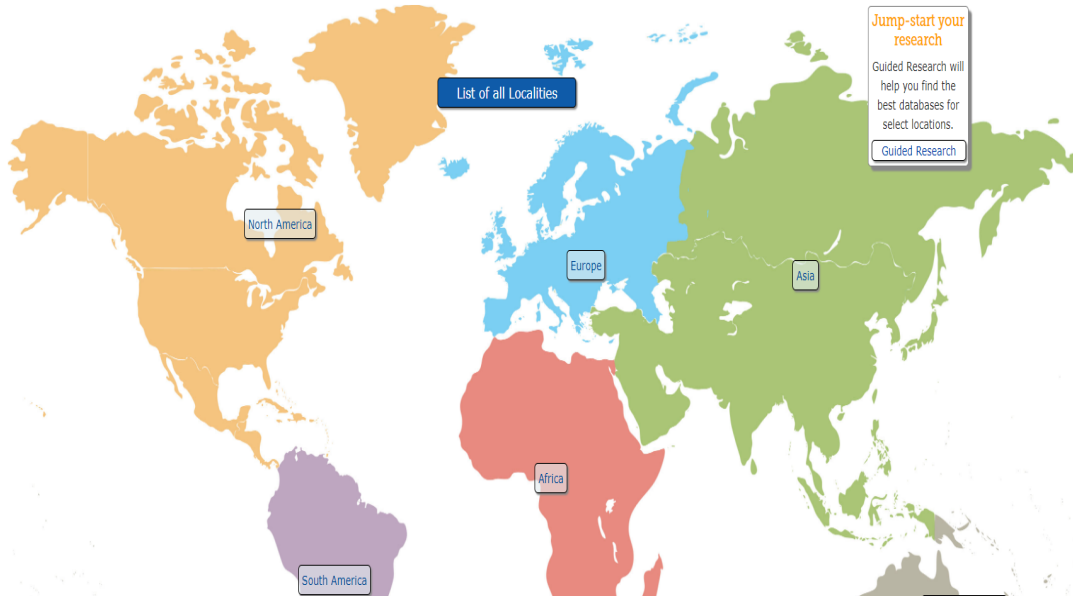 Jump-start your
research
Guided Research will
help you find the
best databases for
select locations.
Guided Research
List of all Localities
North America
Europe
Asia
Africa
South America